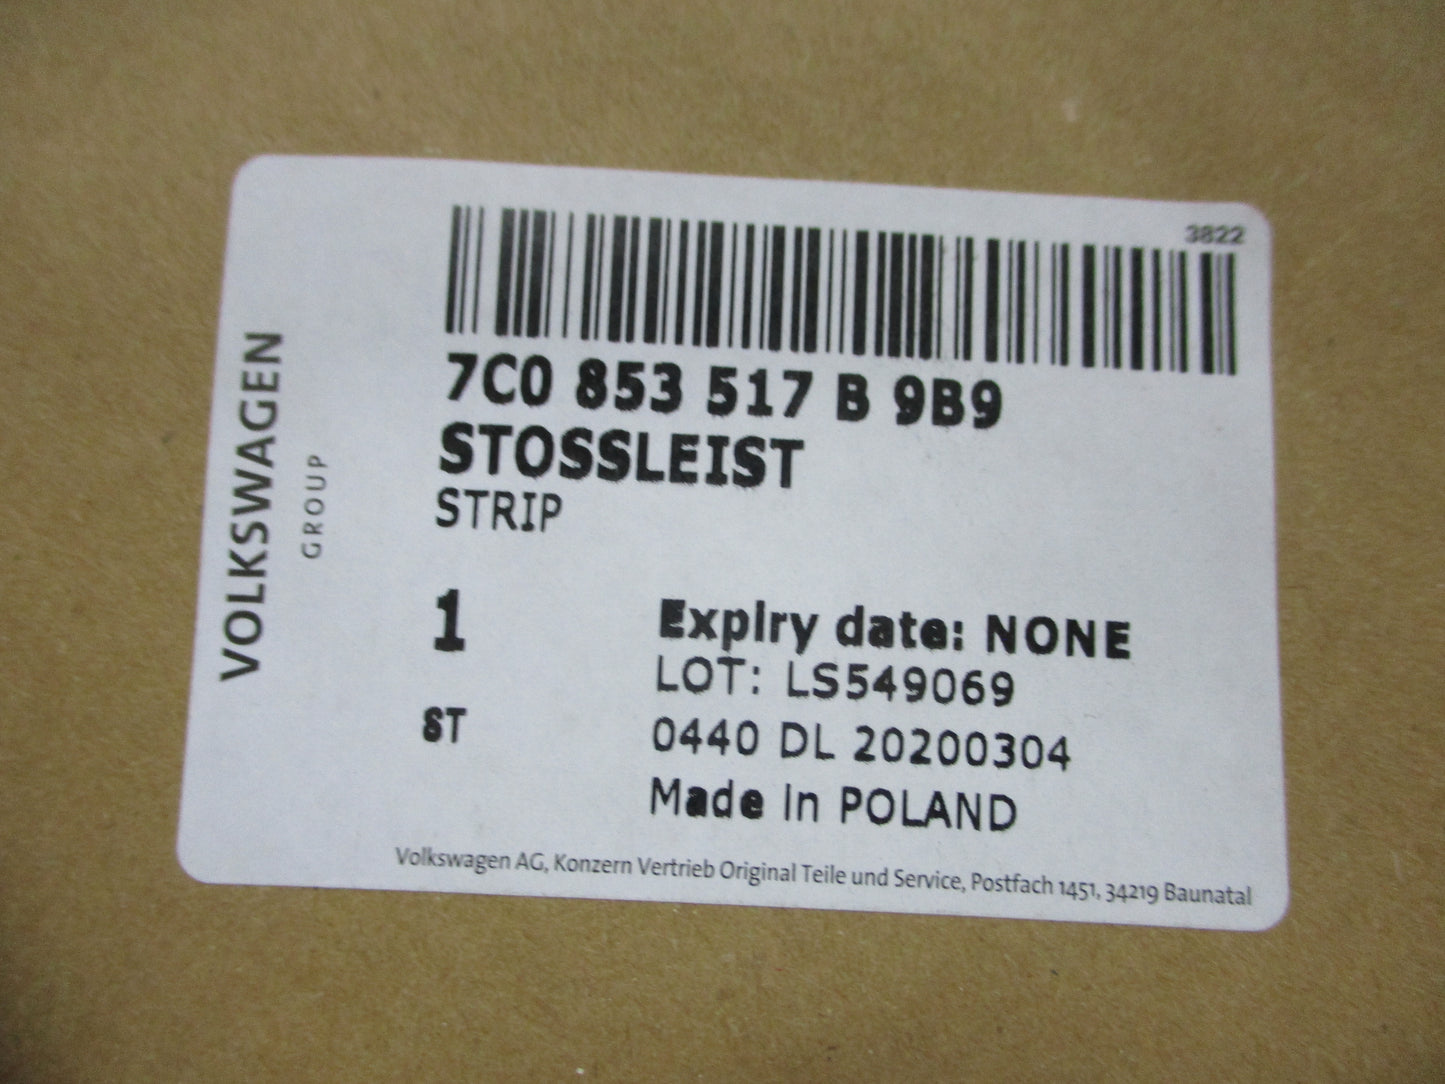 3822
7C0 853 517 B 9B9
STOSSLEIST
STRIP
VOLKSWAGEN
GROUP
1
Expiry date: NONE
LOT: LS549069
ST
0440 DL 20200304
Made in POLAND
Volkswagen AG, Konzern Vertrieb Original Teile und Service, Postfach 1451, 34219 Baunatal